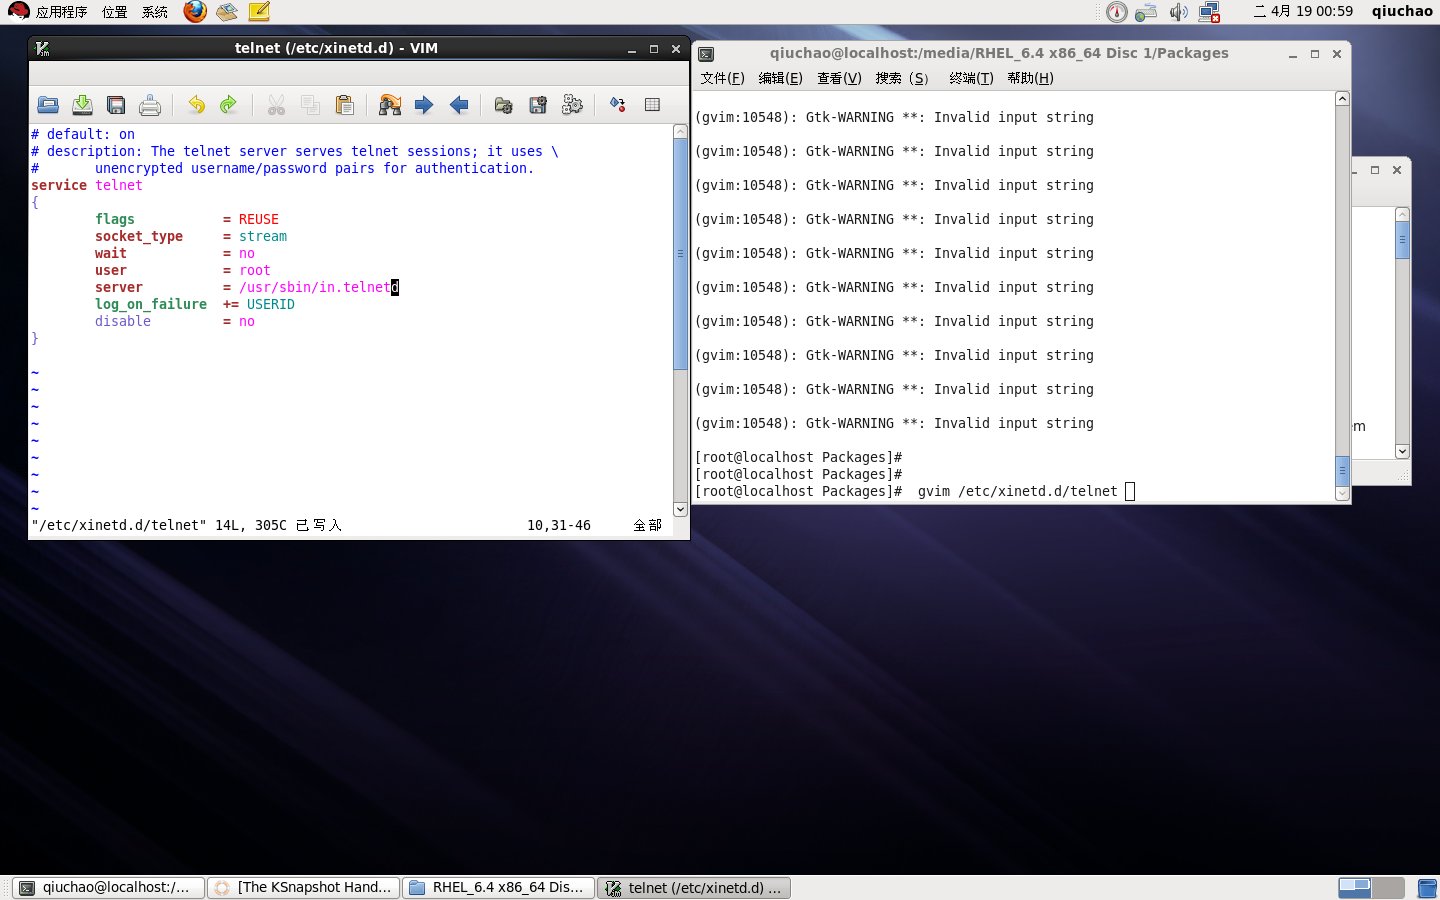 应用程序 位置 系统
二 4月 19 00:59 qiuchao
telnet (/etc/xinetd.d) - VIM
# default: on
# description: The telnet server serves telnet sessions; it uses \
#       unencrypted username/password pairs for authentication.
service telnet
{
        flags           = REUSE
        socket_type     = stream
        wait            = no
        user            = root
        server          = /usr/sbin/in.telnetd
        log_on_failure  += USERID
        disable         = no
}
~
~
~
~
~
~
~
~
~
"/etc/xinetd.d/telnet" 14L, 305C 已写入 10,31-46 全部
qiuchao@localhost:/media/RHEL_6.4 x86_64 Disc 1/Packages
文件(F) 编辑(E) 查看(V) 搜索 (S) 终端(T) 帮助(H)
(gvim:10548): Gtk-WARNING **: Invalid input string
(gvim:10548): Gtk-WARNING **: Invalid input string
(gvim:10548): Gtk-WARNING **: Invalid input string
(gvim:10548): Gtk-WARNING **: Invalid input string
(gvim:10548): Gtk-WARNING **: Invalid input string
(gvim:10548): Gtk-WARNING **: Invalid input string
(gvim:10548): Gtk-WARNING **: Invalid input string
(gvim:10548): Gtk-WARNING **: Invalid input string
(gvim:10548): Gtk-WARNING **: Invalid input string
(gvim:10548): Gtk-WARNING **: Invalid input string
[root@localhost Packages]#
[root@localhost Packages]#
[root@localhost Packages]#  gvim /etc/xinetd.d/telnet
em
qiuchao@localhost:/... [The KSnapshot Hand... RHEL_6.4 x86_64 Dis... telnet (/etc/xinetd.d) ...